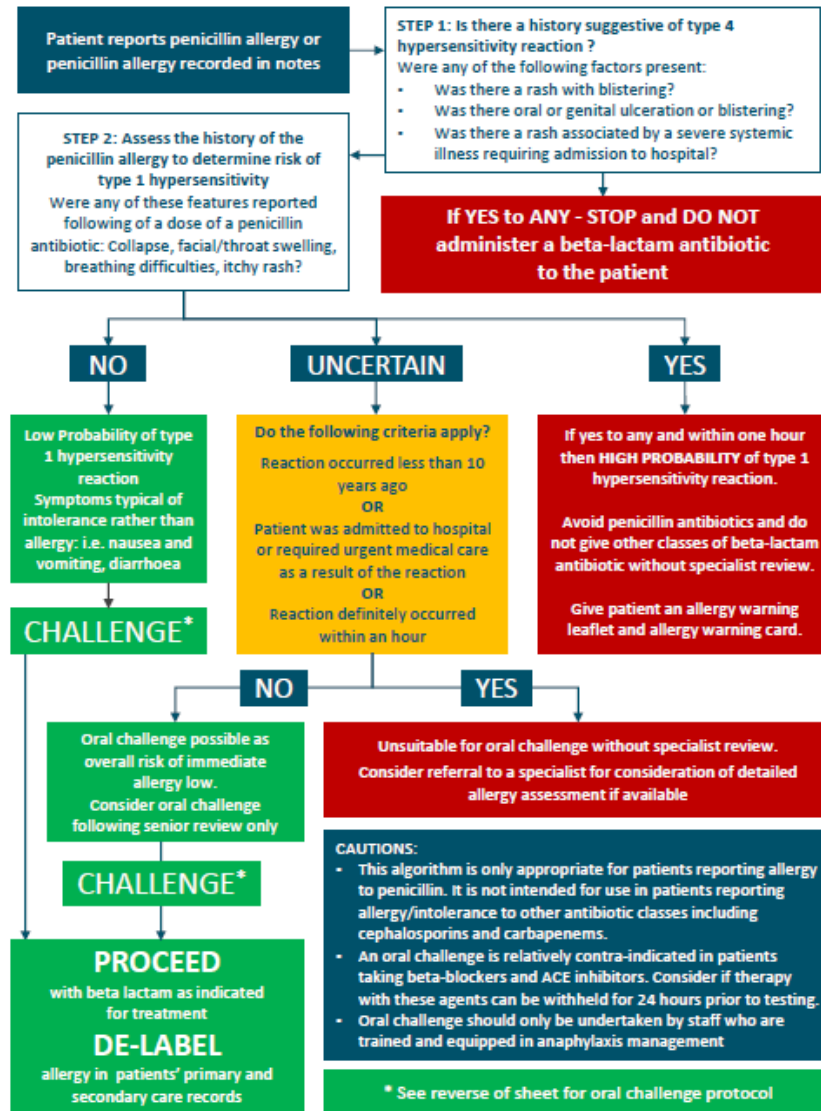 Patient reports penicillin allergy or
penicillin allergy recorded in notes
STEP 1: Is there a history suggestive of type 4
hypersensitivity reaction ?
Were any of the following factors present:
• Was there a rash with blistering?
• Was there oral or genital ulceration or blistering?
• Was there a rash associated by a severe systemic
illness requiring admission to hospital?
If YES to ANY - STOP and DO NOT
administer a beta-lactam antibiotic
to the patient
STEP 2: Assess the history of the
penicillin allergy to determine risk of
type 1 hypersensitivity
Were any of these features reported
following of a dose of a penicillin
antibiotic: Collapse, facial/throat swelling,
breathing difficulties, itchy rash?
NO
UNCERTAIN
YES
Low Probability of type
1 hypersensitivity
reaction
Symptoms typical of
intolerance rather than
allergy: i.e. nausea and
vomiting, diarrhoea
CHALLENGE*
Do the following criteria apply?
Reaction occurred less than 10
years ago
OR
Patient was admitted to hospital
or required urgent medical care
as a result of the reaction
OR
Reaction definitely occurred
within an hour
If yes to any and within one hour
then HIGH PROBABILITY of type 1
hypersensitivity reaction.
Avoid penicillin antibiotics and do
not give other classes of beta-lactam
antibiotic without specialist review.
Give patient an allergy warning
leaflet and allergy warning card.
NO
YES
Oral challenge possible as
overall risk of immediate
allergy low.
Consider oral challenge
following senior review only
CHALLENGE*
Unsuitable for oral challenge without specialist review.
Consider referral to a specialist for consideration of detailed
allergy assessment if available
PROCEED
with beta lactam as indicated
for treatment
DE-LABEL
allergy in patients' primary and
secondary care records
CAUTIONS:
• This algorithm is only appropriate for patients reporting allergy
to penicillin. It is not intended for use in patients reporting
allergy/intolerance to other antibiotic classes including
cephalosporins and carbapenems.
• An oral challenge is relatively contra-indicated in patients
taking beta-blockers and ACE inhibitors. Consider if therapy
with these agents can be withheld for 24 hours prior to testing.
• Oral challenge should only be undertaken by staff who are
trained and equipped in anaphylaxis management
* See reverse of sheet for oral challenge protocol